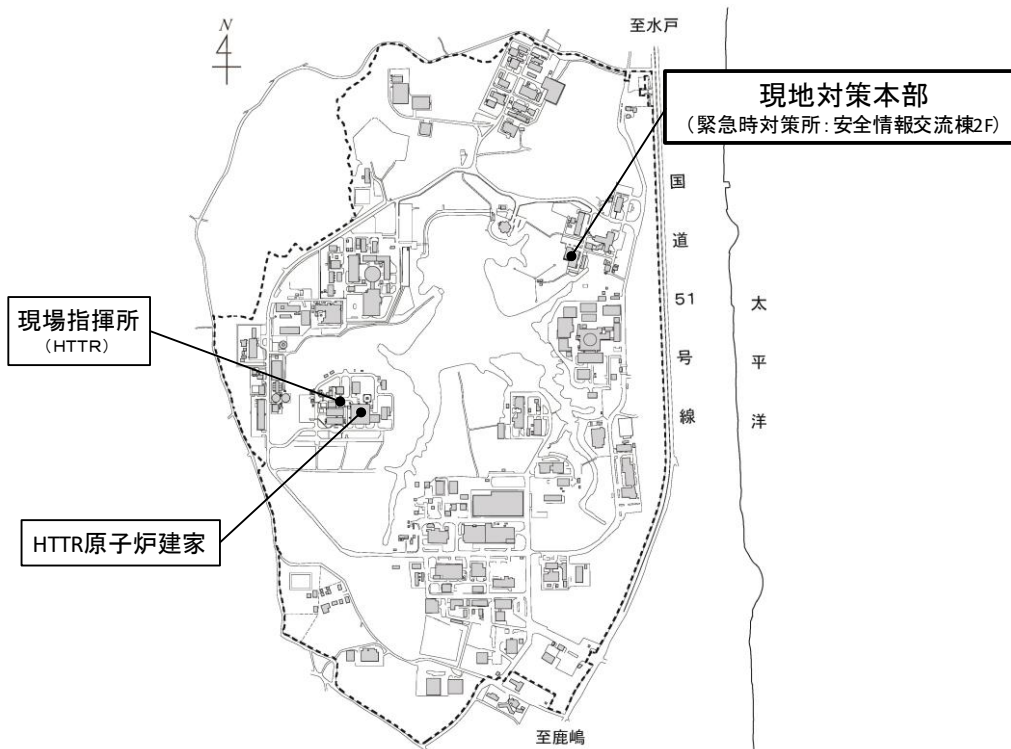 至水戸
N
現地対策本部
（緊急時対策所：安全情報交流棟2F）
国道51号線
太平洋
現場指揮所
（HTTR）
HTTR原子炉建家
至鹿嶋